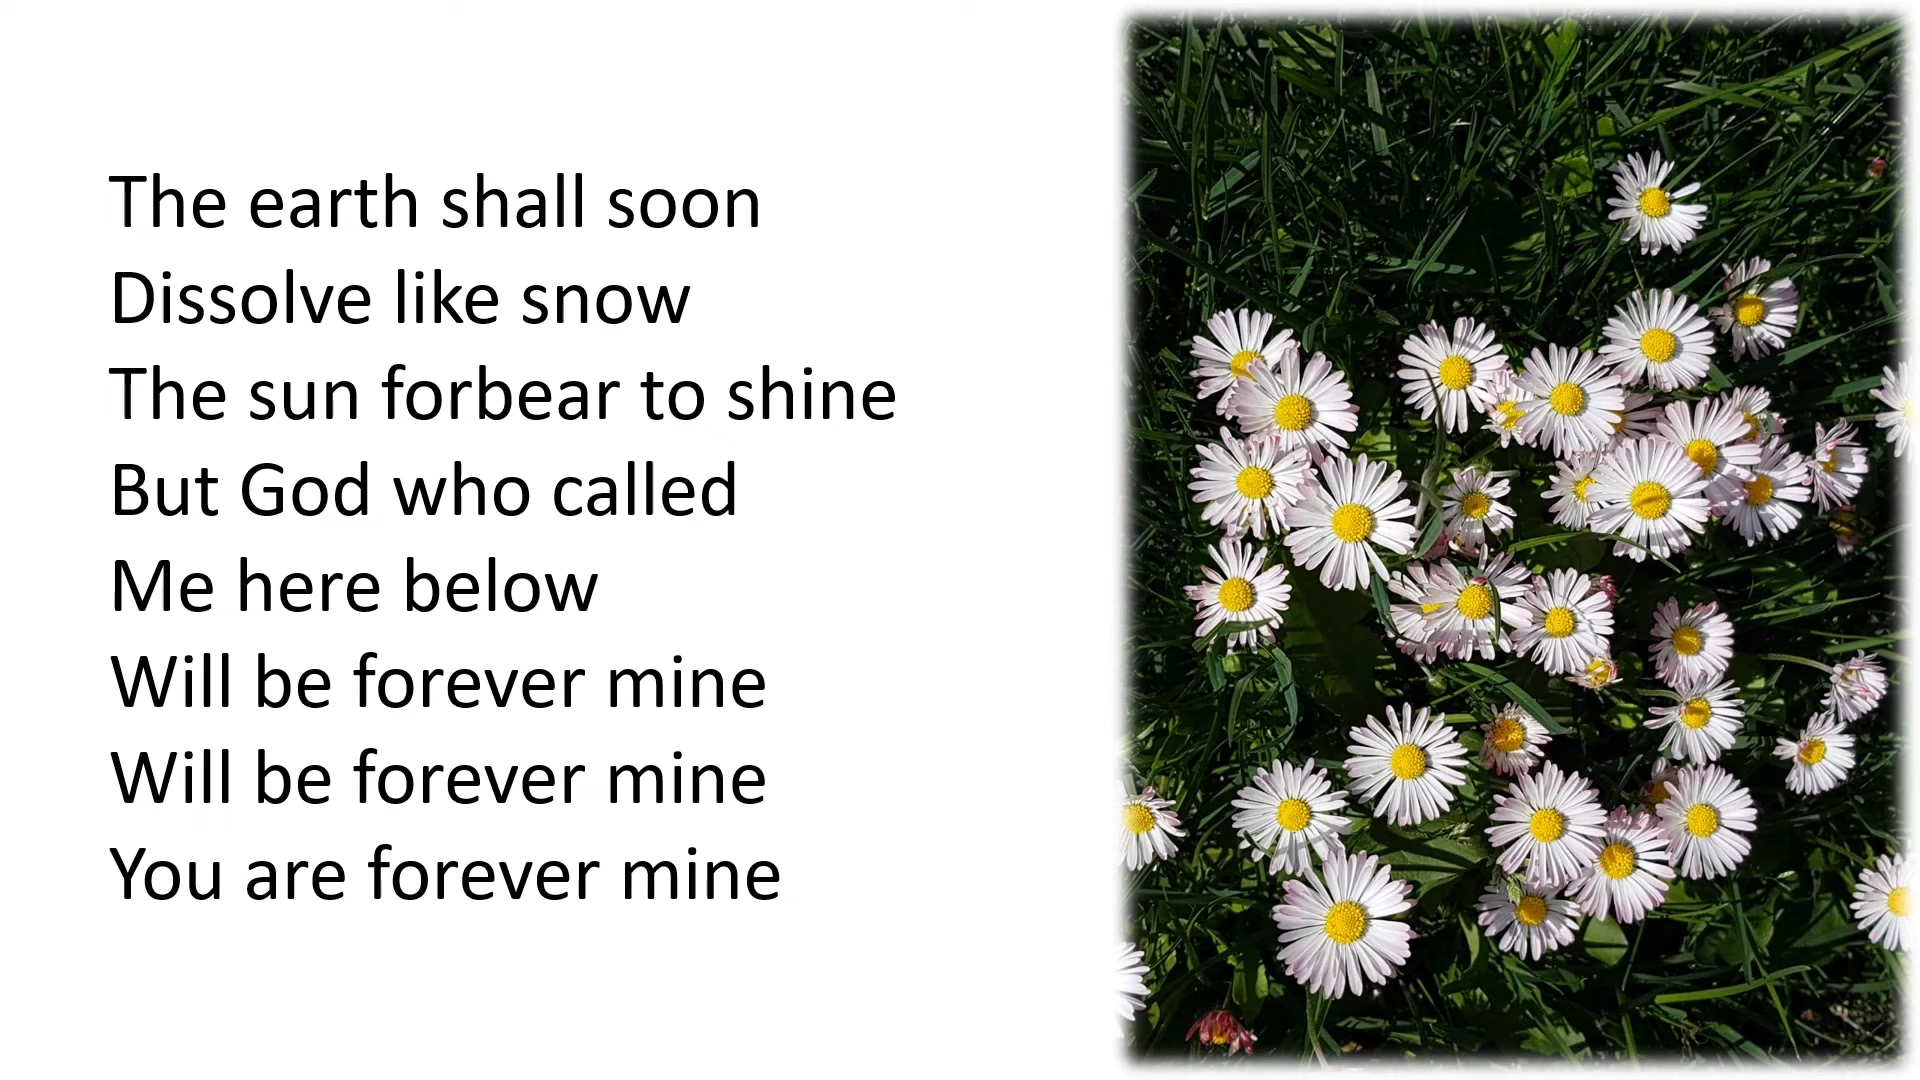 The earth shall soon
Dissolve like snow
The sun forbear to shine
But God who called
Me here below
Will be forever mine
Will be forever mine
You are forever mine